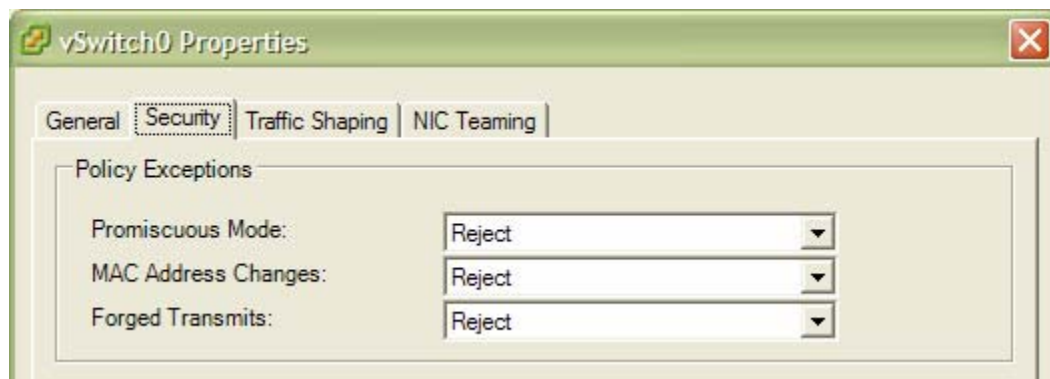 vSwitch0 Properties
General Security Traffic Shaping NIC Teaming
Policy Exceptions
Promiscuous Mode: Reject
MAC Address Changes: Reject
Forged Transmits: Reject